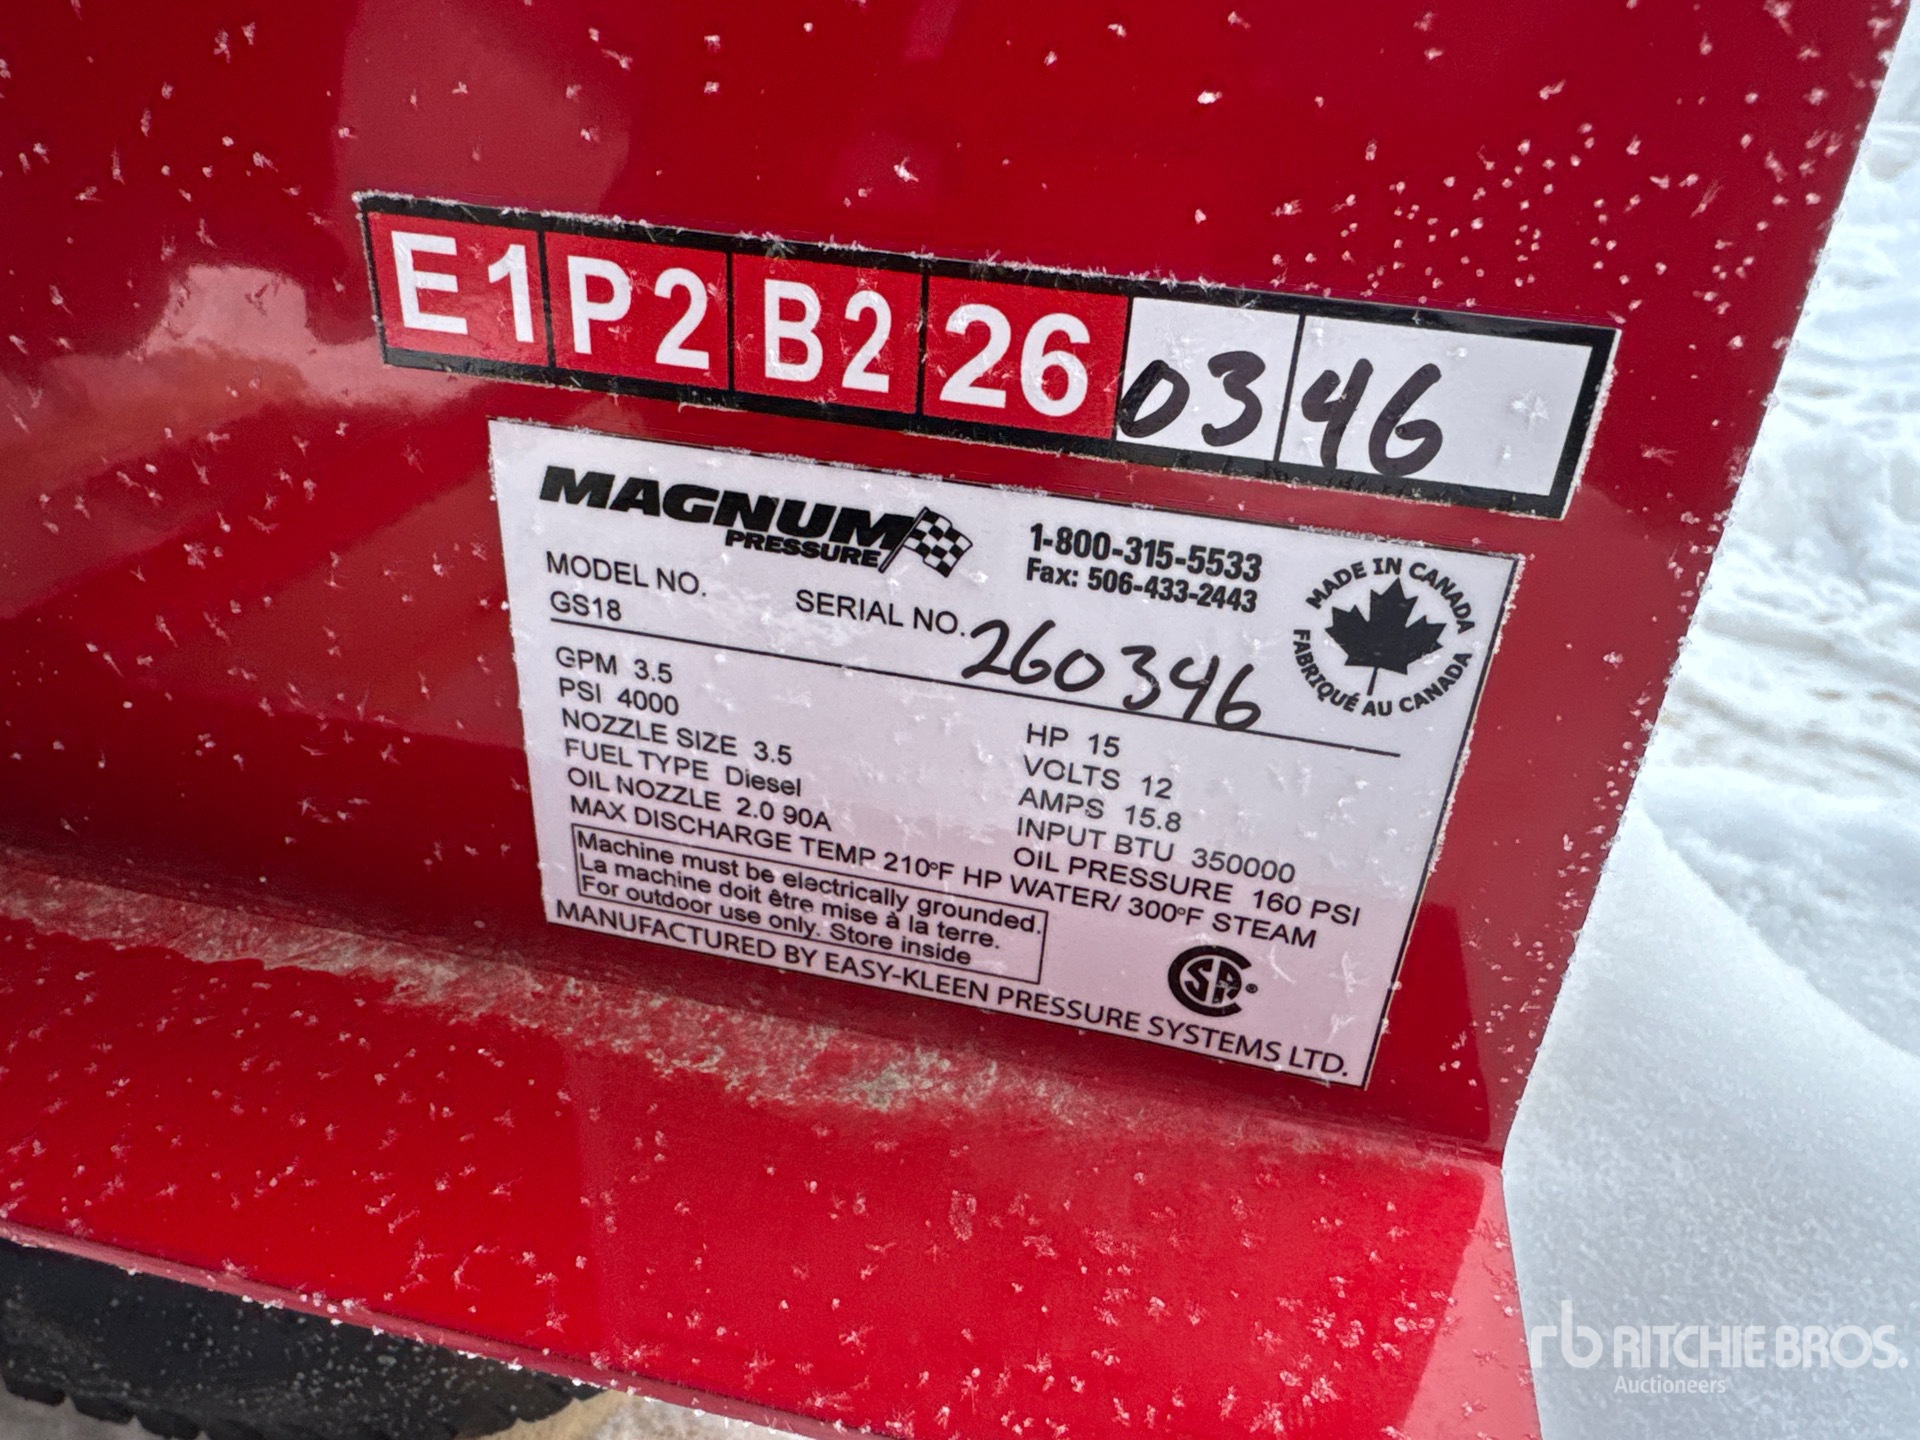 E1 P2 B2 26 03 46
MAGNUM
PRESSURE
1-800-315-5533
Fax: 506-433-2443
MADE IN CANADA
FABRIQUÉ AU CANADA
MODEL NO.
GS18
SERIAL NO. 260346
GPM 3.5
PSI 4000
NOZZLE SIZE 3.5
FUEL TYPE Diesel
OIL NOZZLE 2.0 90A
HP 15
VOLTS 12
AMPS 15.8
INPUT BTU 350000
OIL PRESSURE 160 PSI
MAX DISCHARGE TEMP 210ºF HP WATER/ 300ºF STEAM
Machine must be electrically grounded.
La machine doit être mise à la terre.
For outdoor use only. Store inside
MANUFACTURED BY EASY-KLEEN PRESSURE SYSTEMS LTD.
rb RITCHIE BROS.
Auctioneers